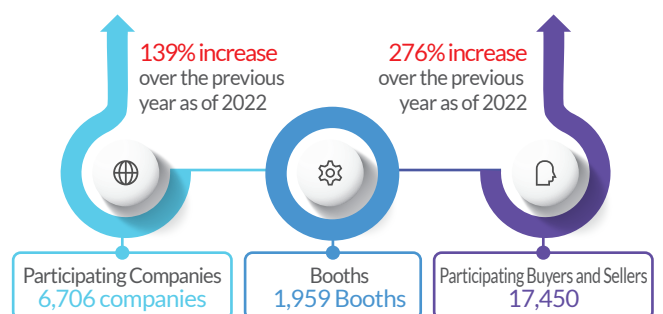 139% increase
over the previous
year as of 2022
276% increase
over the previous
year as of 2022
Participating Companies
6,706 companies
Booths
1,959 Booths
Participating Buyers and Sellers
17,450